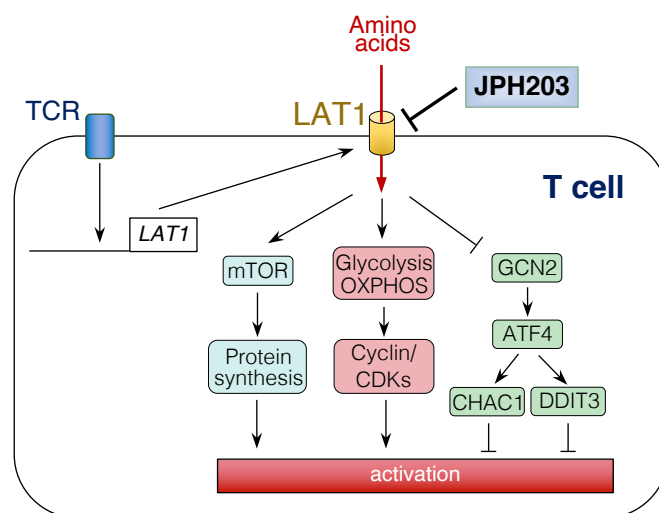 Amino
acids
JPH203
TCR
LAT1
T cell
LAT1
mTOR
Glycolysis
OXPHOS
GCN2
ATF4
Protein
synthesis
Cyclin/
CDKs
CHAC1
DDIT3
activation